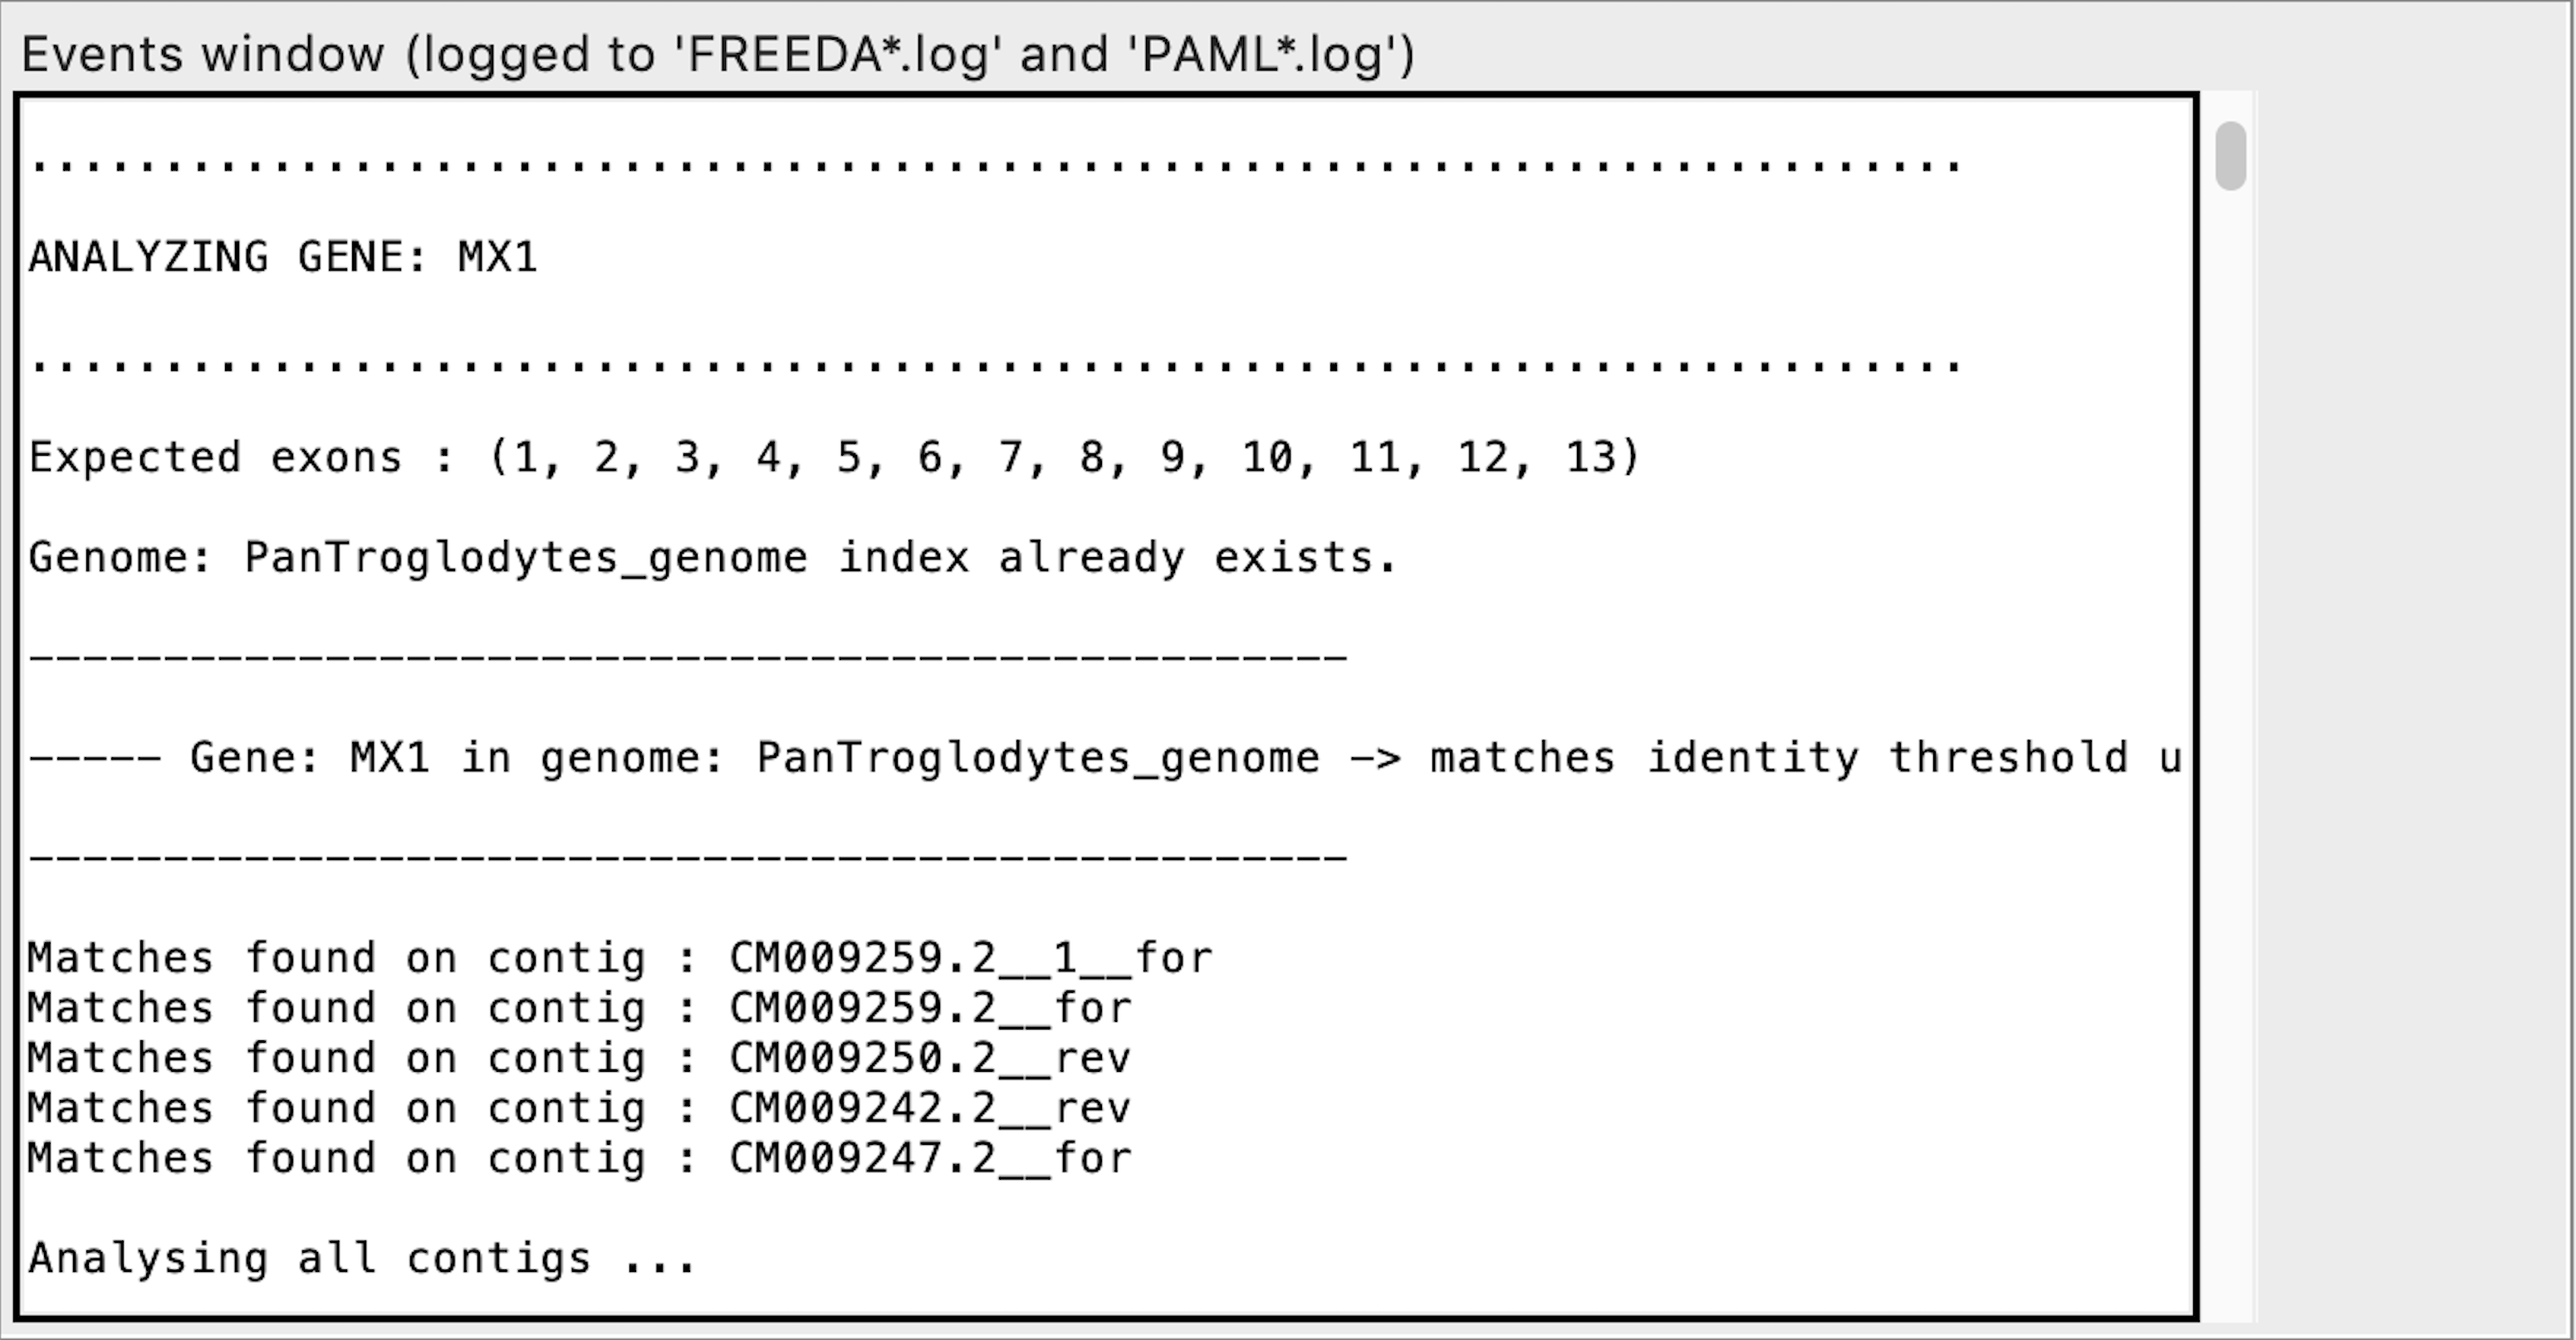 Events window (logged to 'FREEDA*.log' and 'PAML*.log')
........................................................................
ANALYZING GENE: MX1
........................................................................
Expected exons : (1, 2, 3, 4, 5, 6, 7, 8, 9, 10, 11, 12, 13)
Genome: PanTroglodytes_genome index already exists.
-------------------------------------------------
----- Gene: MX1 in genome: PanTroglodytes_genome -> matches identity threshold u
-------------------------------------------------
Matches found on contig : CM009259.2__1__for
Matches found on contig : CM009259.2__for
Matches found on contig : CM009250.2__rev
Matches found on contig : CM009242.2__rev
Matches found on contig : CM009247.2__for
Analysing all contigs ...